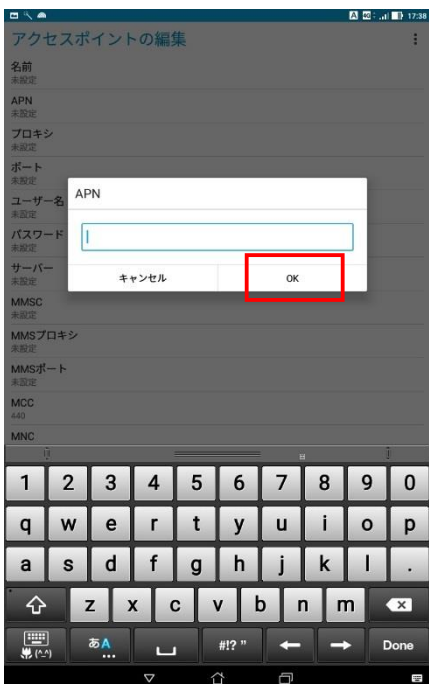 A 4G 17:38
アクセスポイントの編集
名前
未設定
APN
未設定
プロキシ
未設定
ポート
未設定
ユーザー名
未設定
パスワード
未設定
サーバー
未設定
MMSC
未設定
MMSプロキシ
未設定
MMSポート
未設定
MCC
440
MNC
APN
キャンセル OK
1 2 3 4 5 6 7 8 9 0
q w e r t y u i o p
a s d f g h j k l .
z x c v b n m
(^_^) あA... #!? ” Done